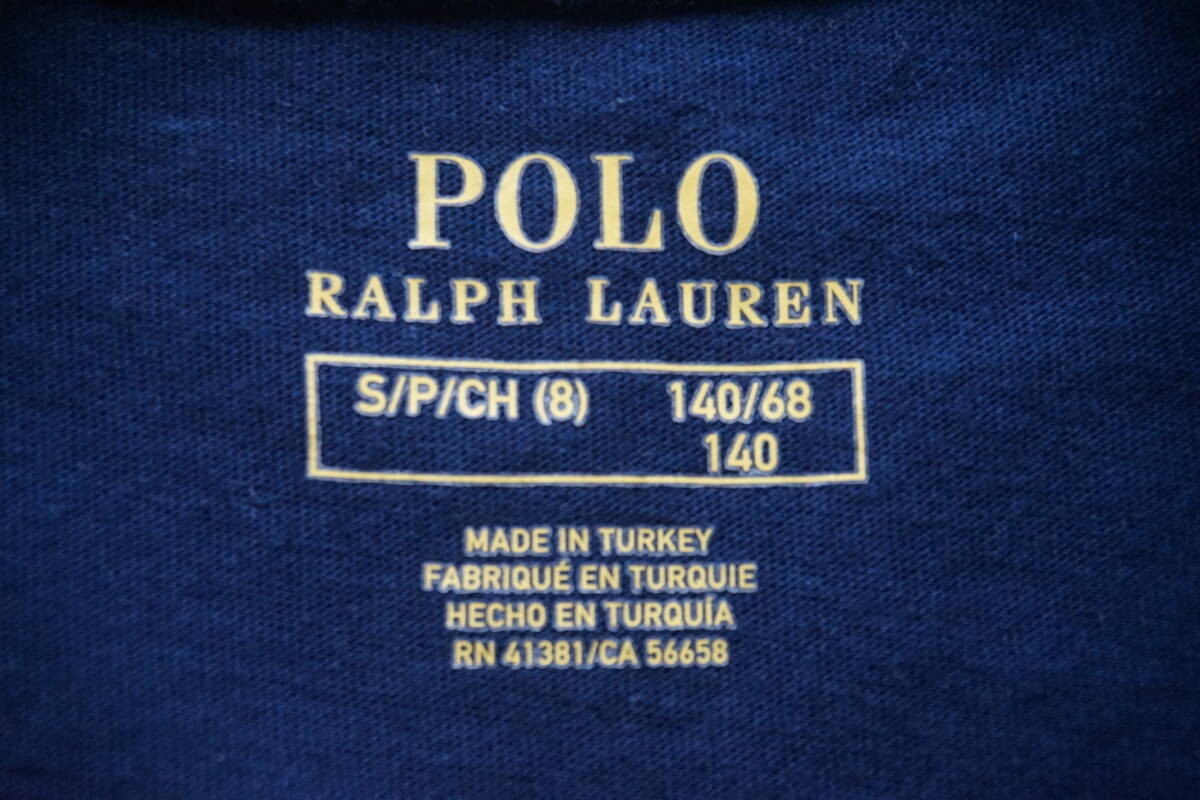 POLO
RALPH LAUREN
S/P/CH (8) 140/68
140
MADE IN TURKEY
FABRIQUÉ EN TURQUIE
HECHO EN TURQUÍA
RN 41381/CA 56658